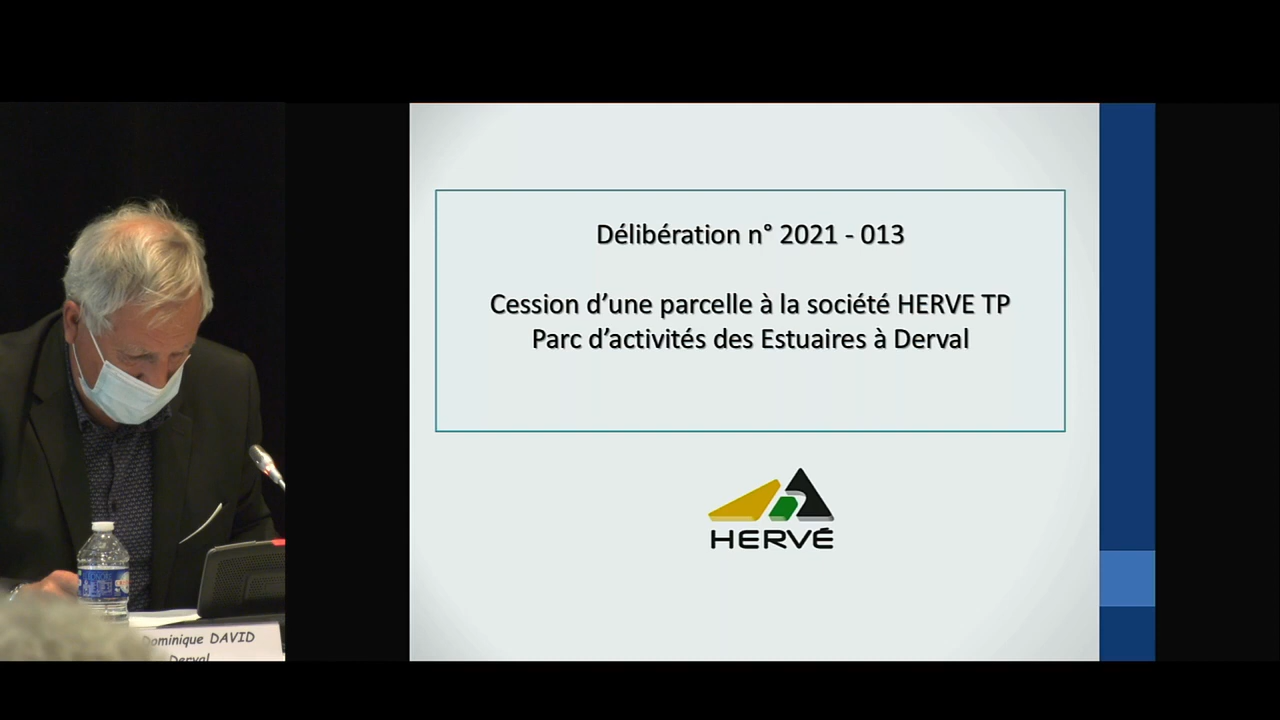 Délibération n° 2021 - 013
Cession d’une parcelle à la société HERVE TP
Parc d’activités des Estuaires à Derval
HERVÉ
Dominique DAVID
Derval